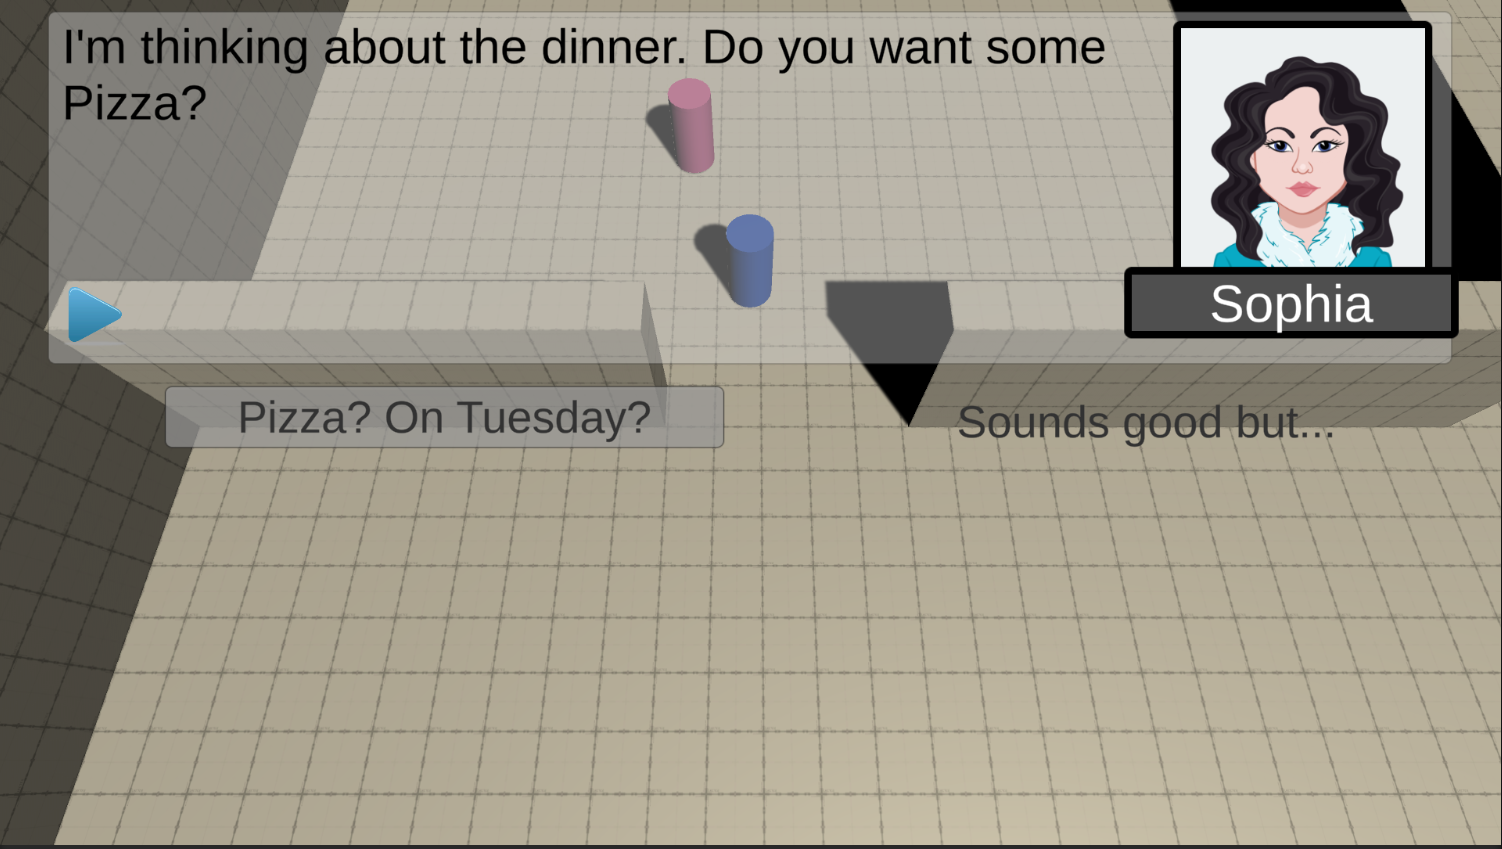 I'm thinking about the dinner. Do you want some
Pizza?
Sophia
Pizza? On Tuesday?
Sounds good but...